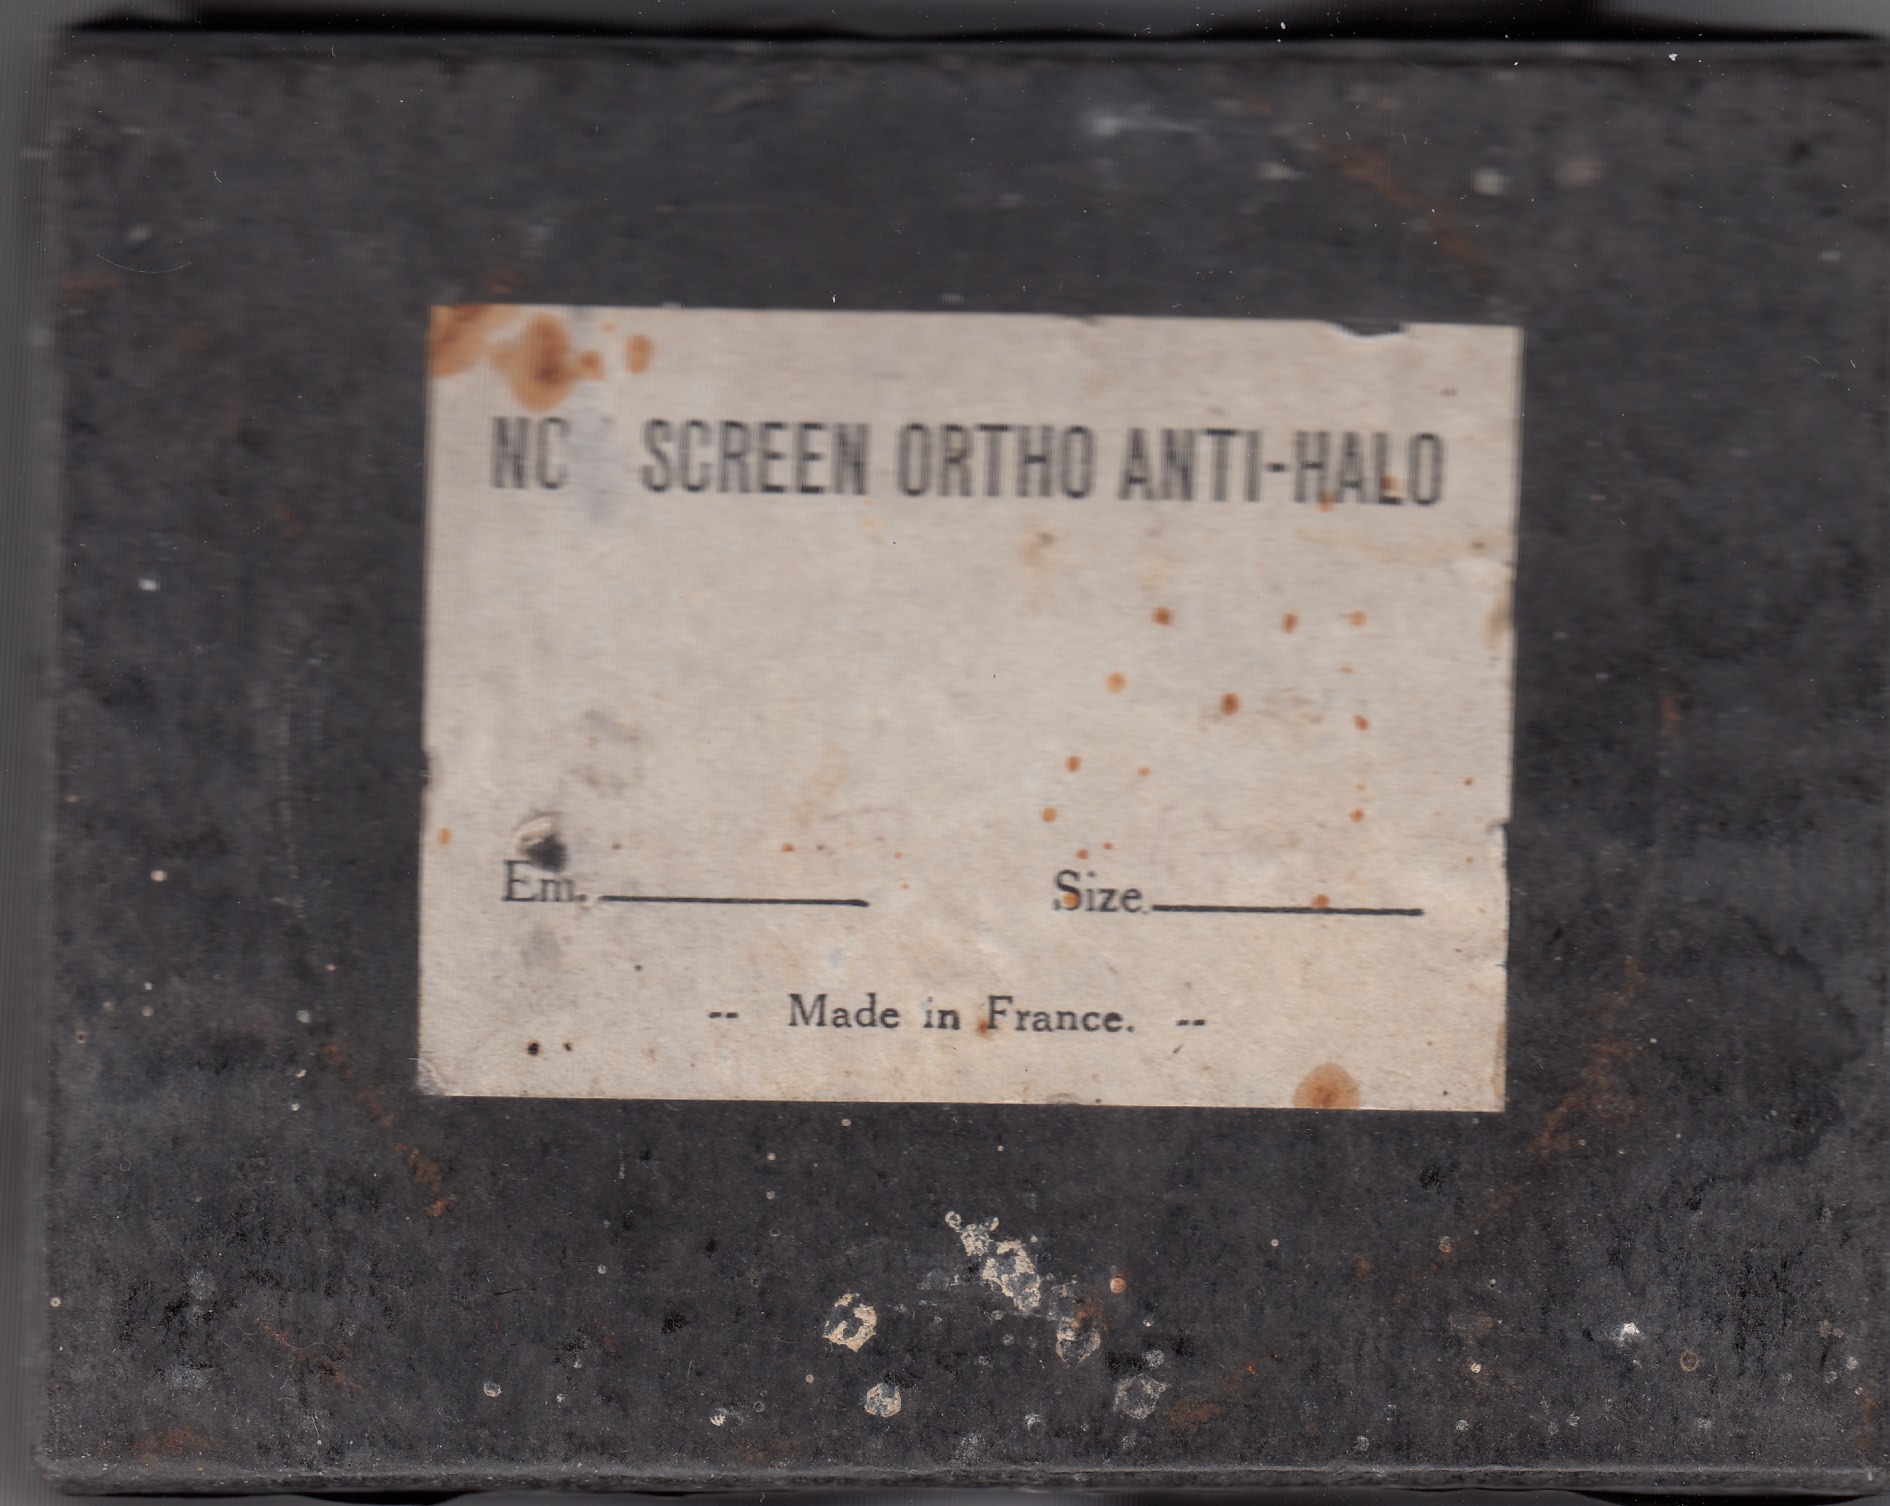 NC SCREEN ORTHO ANTI-HALO
Em. Size
-- Made in France. --